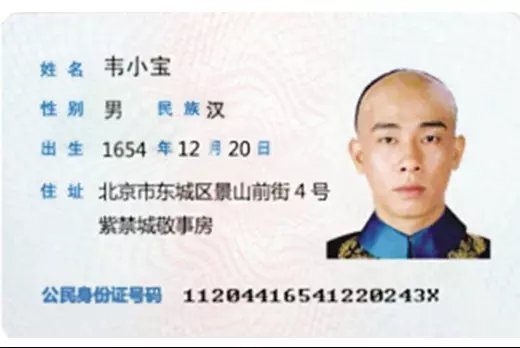 姓名 韦小宝
性别 男 民族 汉
出生 1654 年 12 月 20 日
住址 北京市东城区景山前街 4 号
紫禁城敬事房
公民身份证号码 11204416541220243X